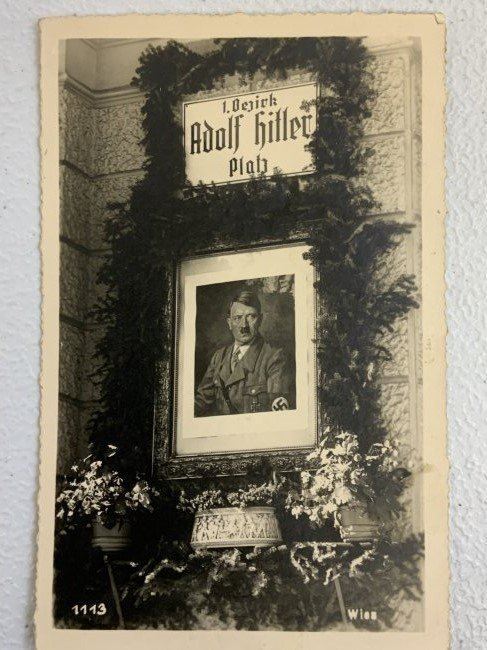 1. Bezirk
Adolf Hitler
Platz
1113
Wien